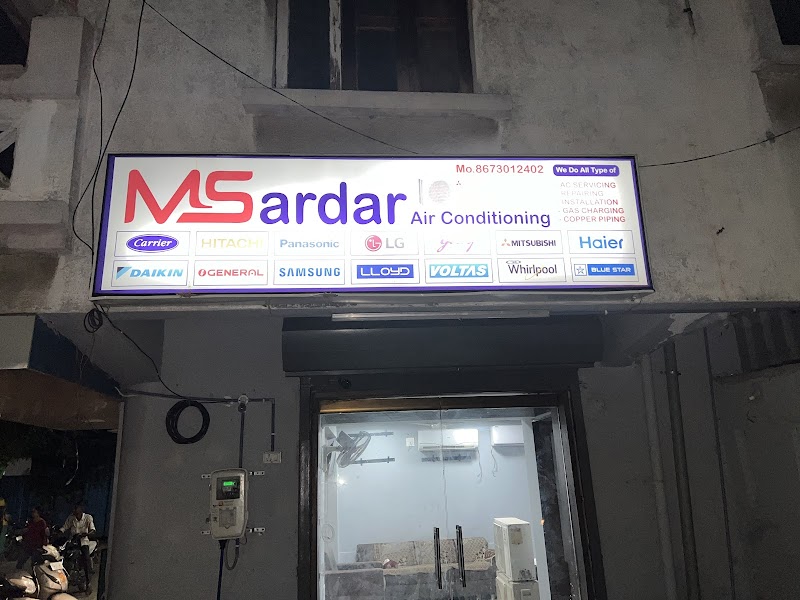 Mo.8673012402
We Do All Type of
MSardar Air Conditioning
AC SERVICING
REPAIRING
INSTALLATION
- GAS CHARGING
- COPPER PIPING
Carrier HITACHI Panasonic LG MITSUBISHI Haier
DAIKIN GENERAL SAMSUNG LLOYD VOLTAS Whirlpool BLUE STAR